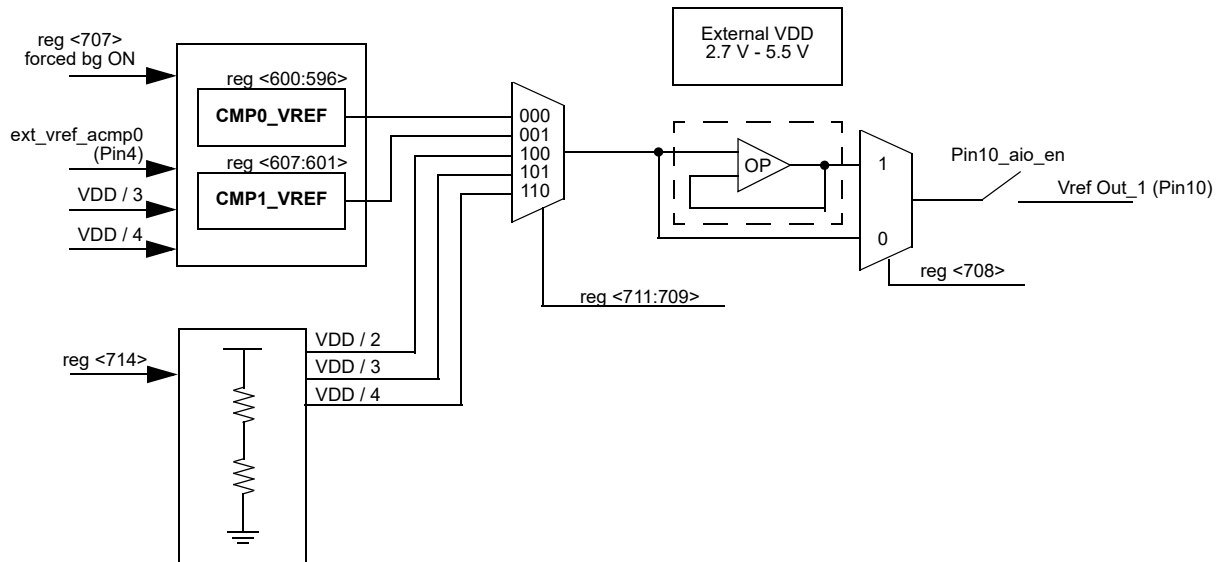 reg <707>
forced bg ON
ext_vref_acmp0
(Pin4)
VDD / 3
VDD / 4
reg <600:596>
CMP0_VREF
reg <607:601>
CMP1_VREF
000
001
100
101
110
reg <711:709>
External VDD
2.7 V - 5.5 V
OP
1
0
reg <708>
Pin10_aio_en
Vref Out_1 (Pin10)
reg <714>
VDD / 2
VDD / 3
VDD / 4